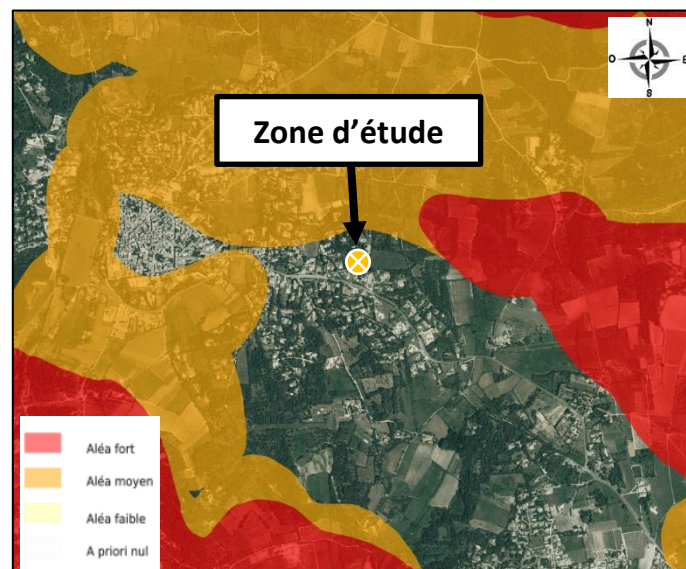 N
O
E
S
Zone d'étude
Aléa fort
Aléa moyen
Aléa faible
A priori nul